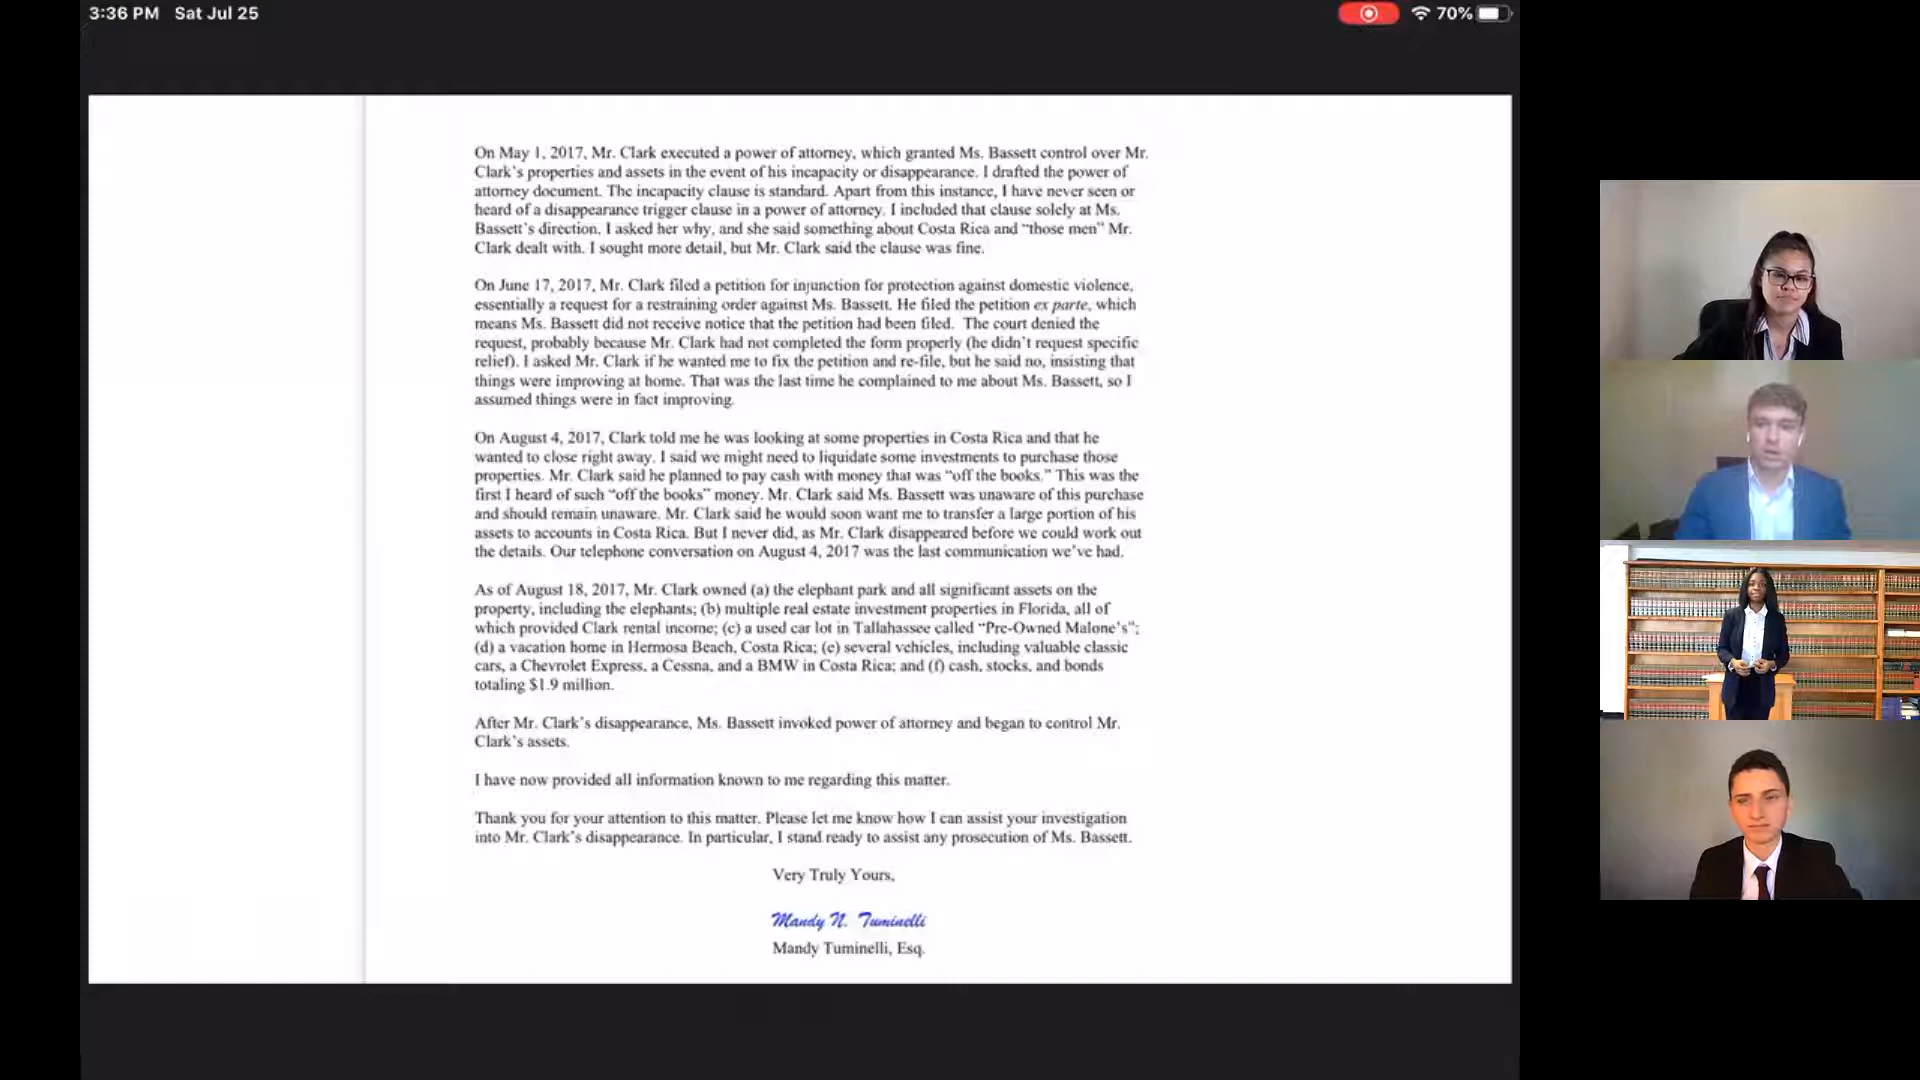 3:36 PM Sat Jul 25
70%
On May 1, 2017, Mr. Clark executed a power of attorney, which granted Ms. Bassett control over Mr.
Clark's properties and assets in the event of his incapacity or disappearance. I drafted the power of
attorney document. The incapacity clause is standard. Apart from this instance, I have never seen or
heard of a disappearance trigger clause in a power of attorney. I included that clause solely at Ms.
Bassett's direction. I asked her why, and she said something about Costa Rica and “those men” Mr.
Clark dealt with. I sought more detail, but Mr. Clark said the clause was fine.
On June 17, 2017, Mr. Clark filed a petition for injunction for protection against domestic violence,
essentially a request for a restraining order against Ms. Bassett. He filed the petition ex parte, which
means Ms. Bassett did not receive notice that the petition had been filed. The court denied the
request, probably because Mr. Clark had not completed the form properly (he didn't request specific
relief). I asked Mr. Clark if he wanted me to fix the petition and re-file, but he said no, insisting that
things were improving at home. That was the last time he complained to me about Ms. Bassett, so I
assumed things were in fact improving.
On August 4, 2017, Clark told me he was looking at some properties in Costa Rica and that he
wanted to close right away. I said we might need to liquidate some investments to purchase those
properties. Mr. Clark said he planned to pay cash with money that was “off the books.” This was the
first I heard of such “off the books” money. Mr. Clark said Ms. Bassett was unaware of this purchase
and should remain unaware. Mr. Clark said he would soon want me to transfer a large portion of his
assets to accounts in Costa Rica. But I never did, as Mr. Clark disappeared before we could work out
the details. Our telephone conversation on August 4, 2017 was the last communication we've had.
As of August 18, 2017, Mr. Clark owned (a) the elephant park and all significant assets on the
property, including the elephants; (b) multiple real estate investment properties in Florida, all of
which provided Clark rental income; (c) a used car lot in Tallahassee called “Pre-Owned Malone's”;
(d) a vacation home in Hermosa Beach, Costa Rica; (e) several vehicles, including valuable classic
cars, a Chevrolet Express, a Cessna, and a BMW in Costa Rica; and (f) cash, stocks, and bonds
totaling $1.9 million.
After Mr. Clark's disappearance, Ms. Bassett invoked power of attorney and began to control Mr.
Clark's assets.
I have now provided all information known to me regarding this matter.
Thank you for your attention to this matter. Please let me know how I can assist your investigation
into Mr. Clark's disappearance. In particular, I stand ready to assist any prosecution of Ms. Bassett.
Very Truly Yours,
Mandy N. Tuminelli
Mandy Tuminelli, Esq.